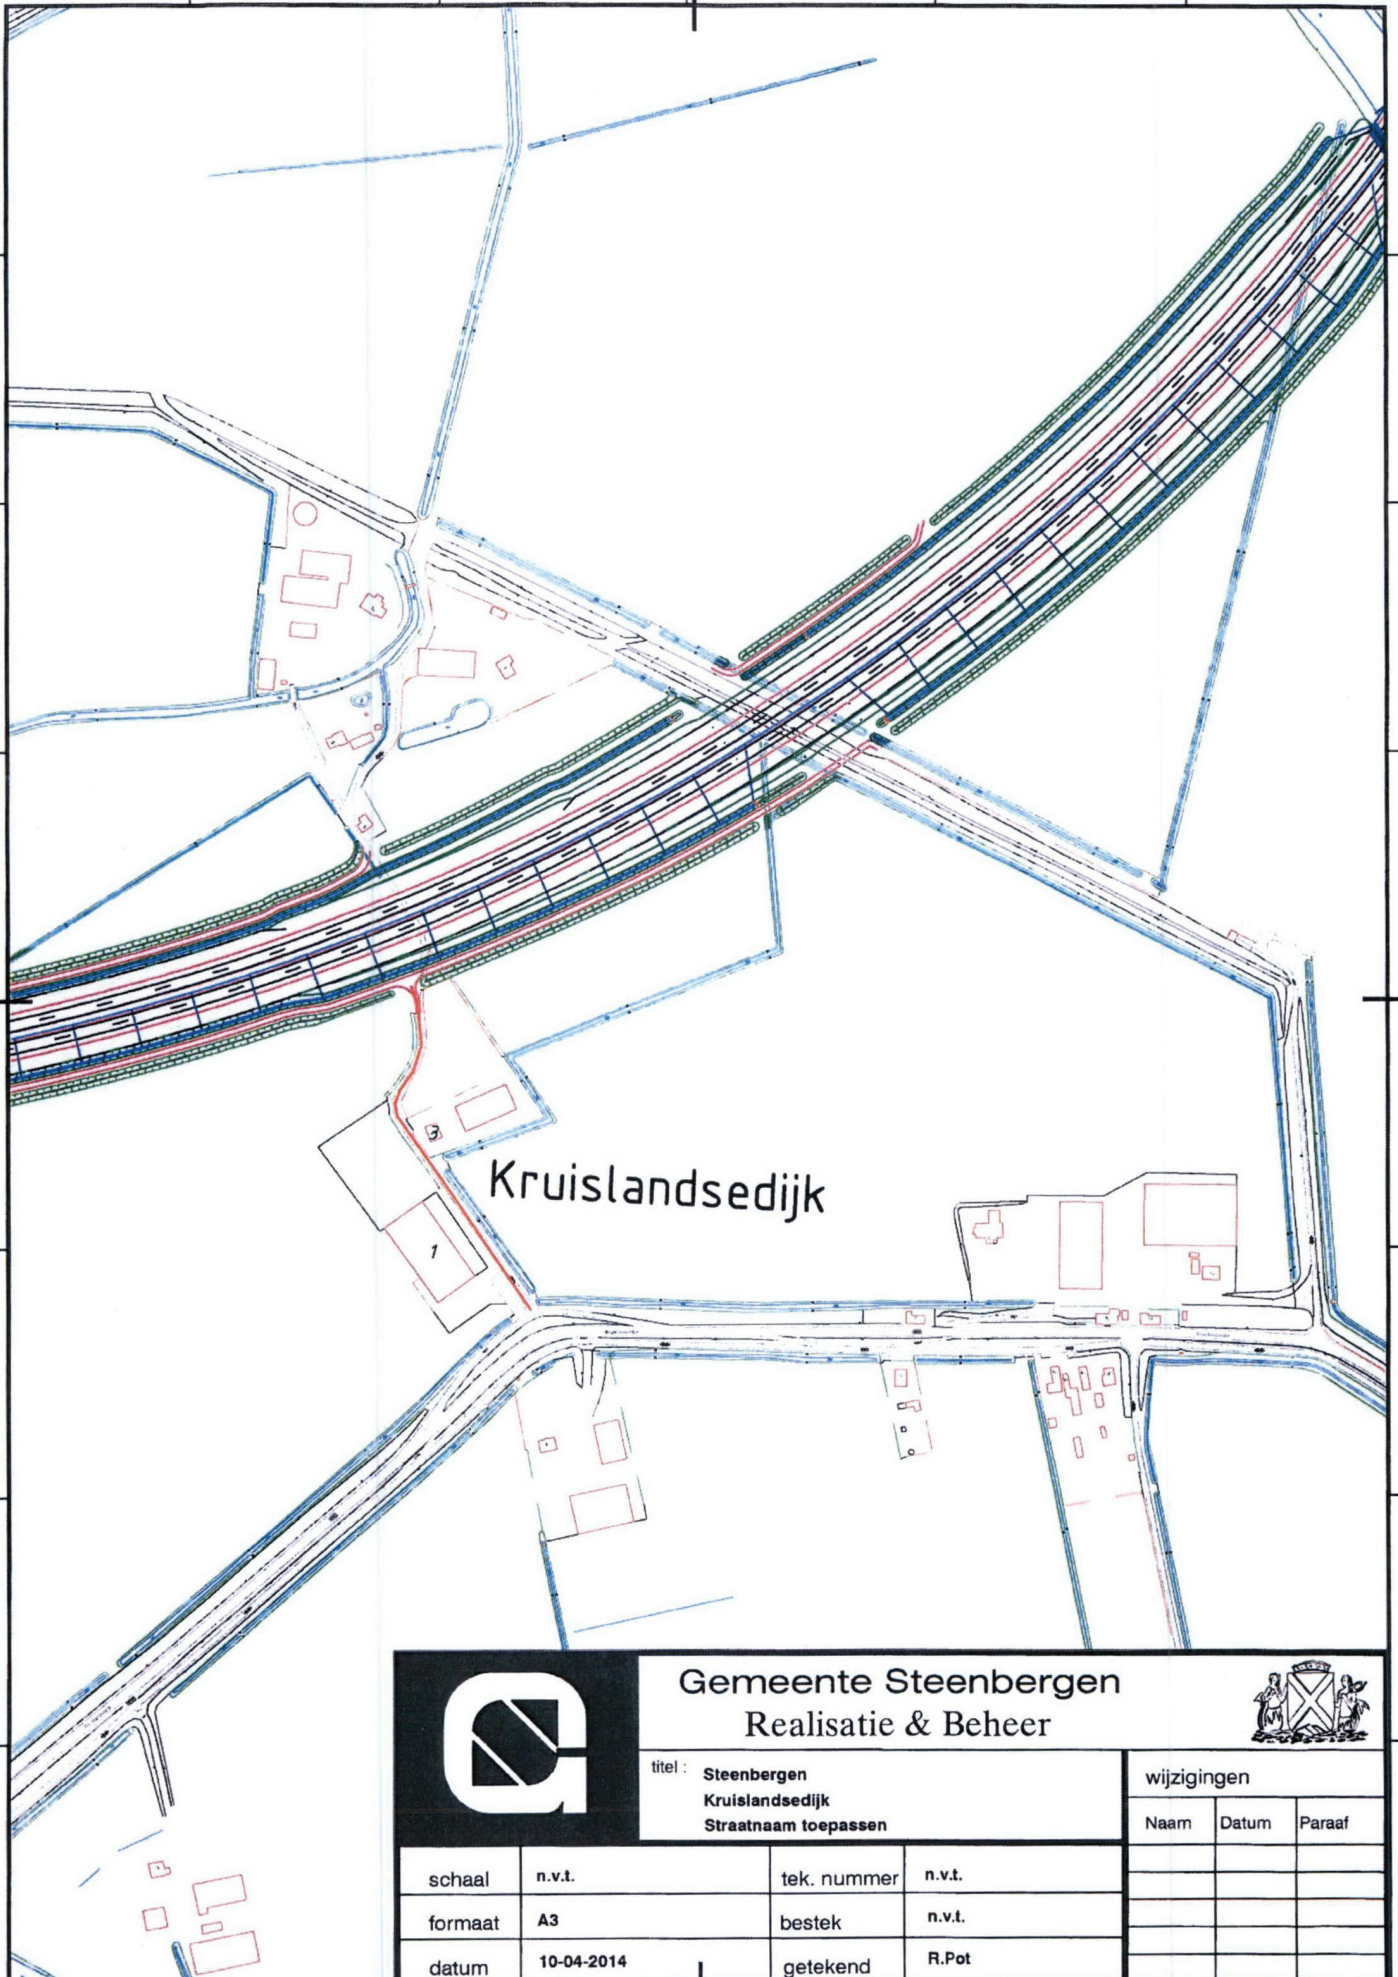 3
Kruislandsedijk
1
Gemeente Steenbergen
Realisatie & Beheer
titel : Steenbergen
Kruislandsedijk
Straatnaam toepassen
wijzigingen
Naam Datum Paraaf
schaal n.v.t. tek. nummer n.v.t.
formaat A3 bestek n.v.t.
datum 10-04-2014 getekend R.Pot